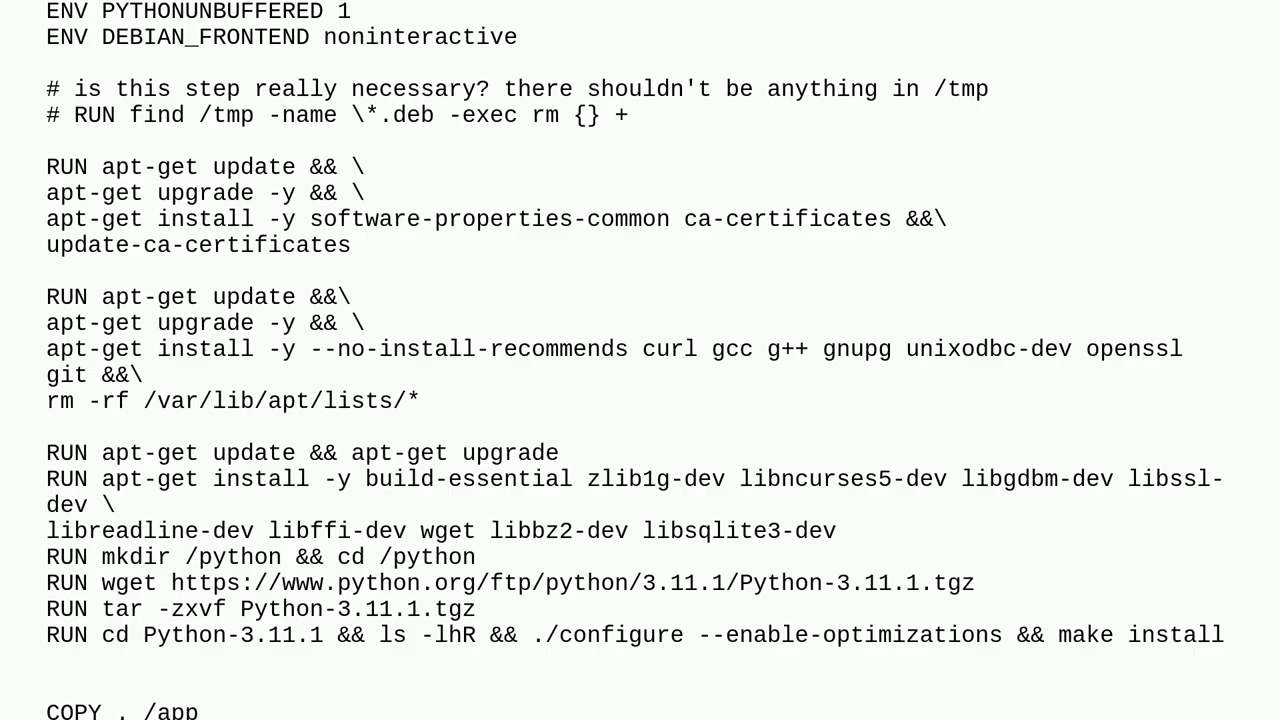 ENV PYTHONUNBUFFERED 1
ENV DEBIAN_FRONTEND noninteractive
# is this step really necessary? there shouldn't be anything in /tmp
# RUN find /tmp -name \*.deb -exec rm {} +
RUN apt-get update && \
apt-get upgrade -y && \
apt-get install -y software-properties-common ca-certificates &&\
update-ca-certificates
RUN apt-get update &&\
apt-get upgrade -y && \
apt-get install -y --no-install-recommends curl gcc g++ gnupg unixodbc-dev openssl
git &&\
rm -rf /var/lib/apt/lists/*
RUN apt-get update && apt-get upgrade
RUN apt-get install -y build-essential zlib1g-dev libncurses5-dev libgdbm-dev libssl-
dev \
libreadline-dev libffi-dev wget libbz2-dev libsqlite3-dev
RUN mkdir /python && cd /python
RUN wget https://www.python.org/ftp/python/3.11.1/Python-3.11.1.tgz
RUN tar -zxvf Python-3.11.1.tgz
RUN cd Python-3.11.1 && ls -lhR && ./configure --enable-optimizations && make install
COPY . /app